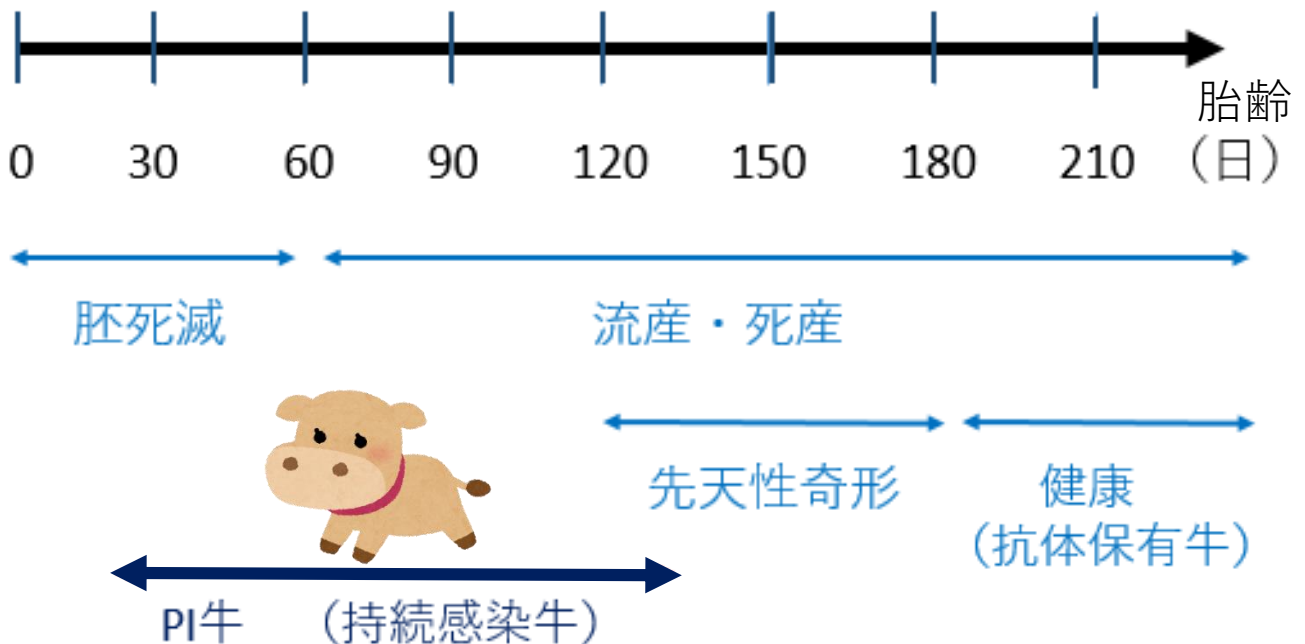 胎齢
0 30 60 90 120 150 180 210 （日）
胚死滅 流産・死産
先天性奇形 健康
（抗体保有牛）
PI牛 （持続感染牛）